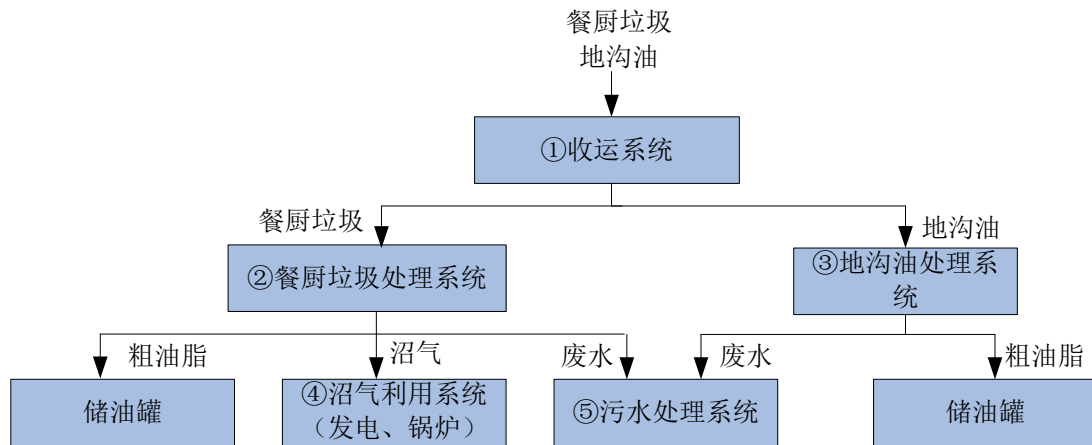 餐厨垃圾
地沟油
①收运系统
餐厨垃圾
地沟油
②餐厨垃圾处理系统
③地沟油处理系
统
粗油脂
沼气
废水
废水
粗油脂
储油罐
④沼气利用系统
（发电、锅炉）
⑤污水处理系统
储油罐